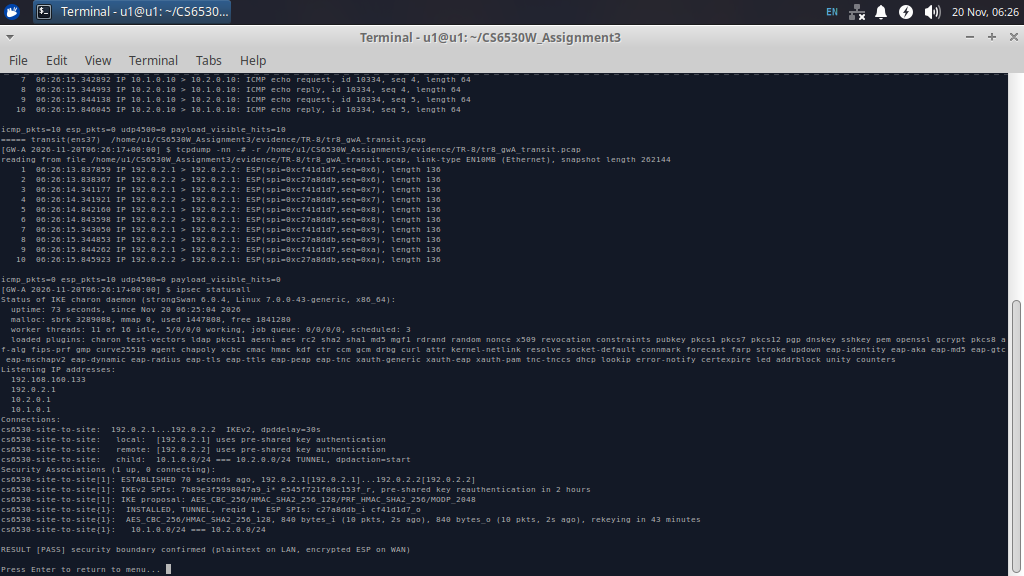 Terminal - u1@u1: ~/CS6530...
EN
20 Nov, 06:26
Terminal - u1@u1: ~/CS6530W_Assignment3
File Edit View Terminal Tabs Help
7 06:26:15.342892 IP 10.1.0.10 > 10.2.0.10: ICMP echo request, id 10334, seq 4, length 64
8 06:26:15.344993 IP 10.2.0.10 > 10.1.0.10: ICMP echo reply, id 10334, seq 4, length 64
9 06:26:15.844138 IP 10.1.0.10 > 10.2.0.10: ICMP echo request, id 10334, seq 5, length 64
10 06:26:15.846045 IP 10.2.0.10 > 10.1.0.10: ICMP echo reply, id 10334, seq 5, length 64
icmp_pkts=10 esp_pkts=0 udp4500=0 payload_visible_hits=10
===== transit(ens37) /home/u1/CS6530W_Assignment3/evidence/TR-8/tr8_gwA_transit.pcap
[GW-A 2026-11-20T06:26:17+00:00] $ tcpdump -nn -# -r /home/u1/CS6530W_Assignment3/evidence/TR-8/tr8_gwA_transit.pcap
reading from file /home/u1/CS6530W_Assignment3/evidence/TR-8/tr8_gwA_transit.pcap, link-type EN10MB (Ethernet), snapshot length 262144
1 06:26:13.837859 IP 192.0.2.1 > 192.0.2.2: ESP(spi=0xcf41d1d7,seq=0x6), length 136
2 06:26:13.838367 IP 192.0.2.2 > 192.0.2.1: ESP(spi=0xc27a8ddb,seq=0x6), length 136
3 06:26:14.341177 IP 192.0.2.1 > 192.0.2.2: ESP(spi=0xcf41d1d7,seq=0x7), length 136
4 06:26:14.341921 IP 192.0.2.2 > 192.0.2.1: ESP(spi=0xc27a8ddb,seq=0x7), length 136
5 06:26:14.842160 IP 192.0.2.1 > 192.0.2.2: ESP(spi=0xcf41d1d7,seq=0x8), length 136
6 06:26:14.843598 IP 192.0.2.2 > 192.0.2.1: ESP(spi=0xc27a8ddb,seq=0x8), length 136
7 06:26:15.343050 IP 192.0.2.1 > 192.0.2.2: ESP(spi=0xcf41d1d7,seq=0x9), length 136
8 06:26:15.344853 IP 192.0.2.2 > 192.0.2.1: ESP(spi=0xc27a8ddb,seq=0x9), length 136
9 06:26:15.844262 IP 192.0.2.1 > 192.0.2.2: ESP(spi=0xcf41d1d7,seq=0xa), length 136
10 06:26:15.845923 IP 192.0.2.2 > 192.0.2.1: ESP(spi=0xc27a8ddb,seq=0xa), length 136
icmp_pkts=0 esp_pkts=10 udp4500=0 payload_visible_hits=0
[GW-A 2026-11-20T06:26:17+00:00] $ ipsec statusall
Status of IKE charon daemon (strongSwan 6.0.4, Linux 7.0.0-43-generic, x86_64):
uptime: 73 seconds, since Nov 20 06:25:04 2026
malloc: sbrk 3289088, mmap 0, used 1447808, free 1841280
worker threads: 11 of 16 idle, 5/0/0/0 working, job queue: 0/0/0/0, scheduled: 3
loaded plugins: charon test-vectors ldap pkcs11 aesni aes rc2 sha2 sha1 md5 mgf1 rdrand random nonce x509 revocation constraints pubkey pkcs1 pkcs7 pkcs12 pgp dnskey sshkey pem openssl gcrypt pkcs8 a
f-alg fips-prf gmp curve25519 agent chapoly xcbc cmac hmac kdf ctr ccm gcm drbg curl attr kernel-netlink resolve socket-default connmark forecast farp stroke updown eap-identity eap-aka eap-md5 eap-gtc
eap-mschapv2 eap-dynamic eap-radius eap-tls eap-ttls eap-peap eap-tnc xauth-generic xauth-eap xauth-pam tnc-tnccs dhcp lookip error-notify certexpire led addrblock unity counters
Listening IP addresses:
192.168.160.133
192.0.2.1
10.2.0.1
10.1.0.1
Connections:
cs6530-site-to-site: 192.0.2.1...192.0.2.2 IKEv2, dpddelay=30s
cs6530-site-to-site: local: [192.0.2.1] uses pre-shared key authentication
cs6530-site-to-site: remote: [192.0.2.2] uses pre-shared key authentication
cs6530-site-to-site: child: 10.1.0.0/24 === 10.2.0.0/24 TUNNEL, dpdaction=start
Security Associations (1 up, 0 connecting):
cs6530-site-to-site[1]: ESTABLISHED 70 seconds ago, 192.0.2.1[192.0.2.1]...192.0.2.2[192.0.2.2]
cs6530-site-to-site[1]: IKEv2 SPIs: 7b89e3f5998047a9_i* e545f721f0dc153f_r, pre-shared key reauthentication in 2 hours
cs6530-site-to-site[1]: IKE proposal: AES_CBC_256/HMAC_SHA2_256_128/PRF_HMAC_SHA2_256/MODP_2048
cs6530-site-to-site{1}: INSTALLED, TUNNEL, reqid 1, ESP SPIs: c27a8ddb_i cf41d1d7_o
cs6530-site-to-site{1}: AES_CBC_256/HMAC_SHA2_256_128, 840 bytes_i (10 pkts, 2s ago), 840 bytes_o (10 pkts, 2s ago), rekeying in 43 minutes
cs6530-site-to-site{1}: 10.1.0.0/24 === 10.2.0.0/24
RESULT [PASS] security boundary confirmed (plaintext on LAN, encrypted ESP on WAN)
Press Enter to return to menu...